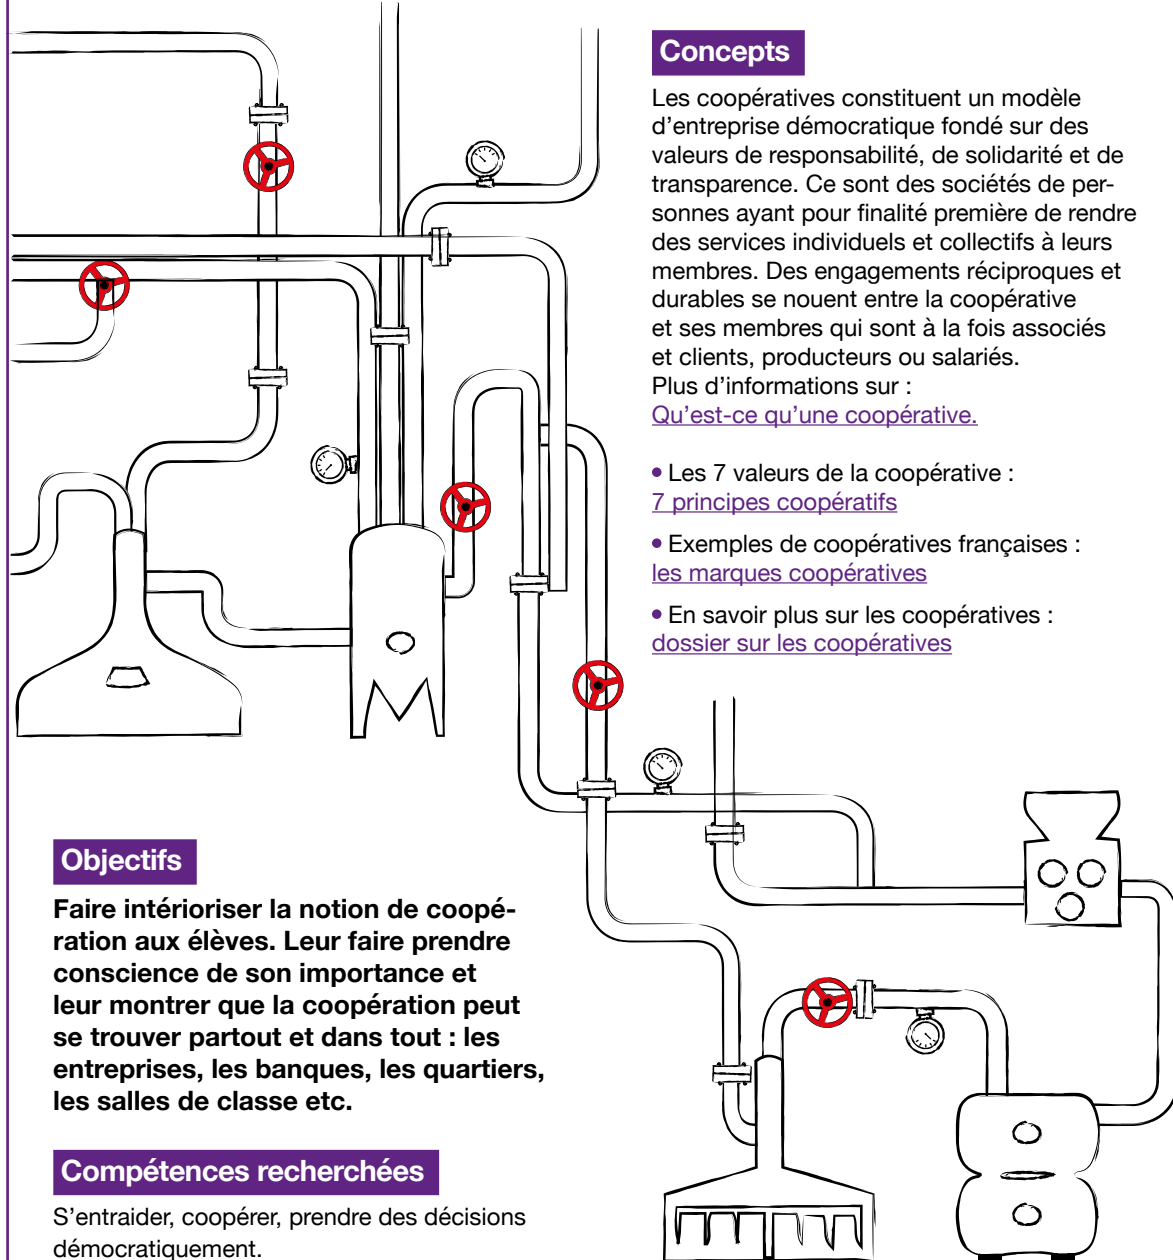 Concepts
Les coopératives constituent un modèle
d'entreprise démocratique fondé sur des
valeurs de responsabilité, de solidarité et de
transparence. Ce sont des sociétés de per-
sonnes ayant pour finalité première de rendre
des services individuels et collectifs à leurs
membres. Des engagements réciproques et
durables se nouent entre la coopérative
et ses membres qui sont à la fois associés
et clients, producteurs ou salariés.
Plus d'informations sur :
Qu'est-ce qu'une coopérative.
• Les 7 valeurs de la coopérative :
7 principes coopératifs
• Exemples de coopératives françaises :
les marques coopératives
• En savoir plus sur les coopératives :
dossier sur les coopératives
Objectifs
Faire intérioriser la notion de coopé-
ration aux élèves. Leur faire prendre
conscience de son importance et
leur montrer que la coopération peut
se trouver partout et dans tout : les
entreprises, les banques, les quartiers,
les salles de classe etc.
Compétences recherchées
S'entraider, coopérer, prendre des décisions
démocratiquement.